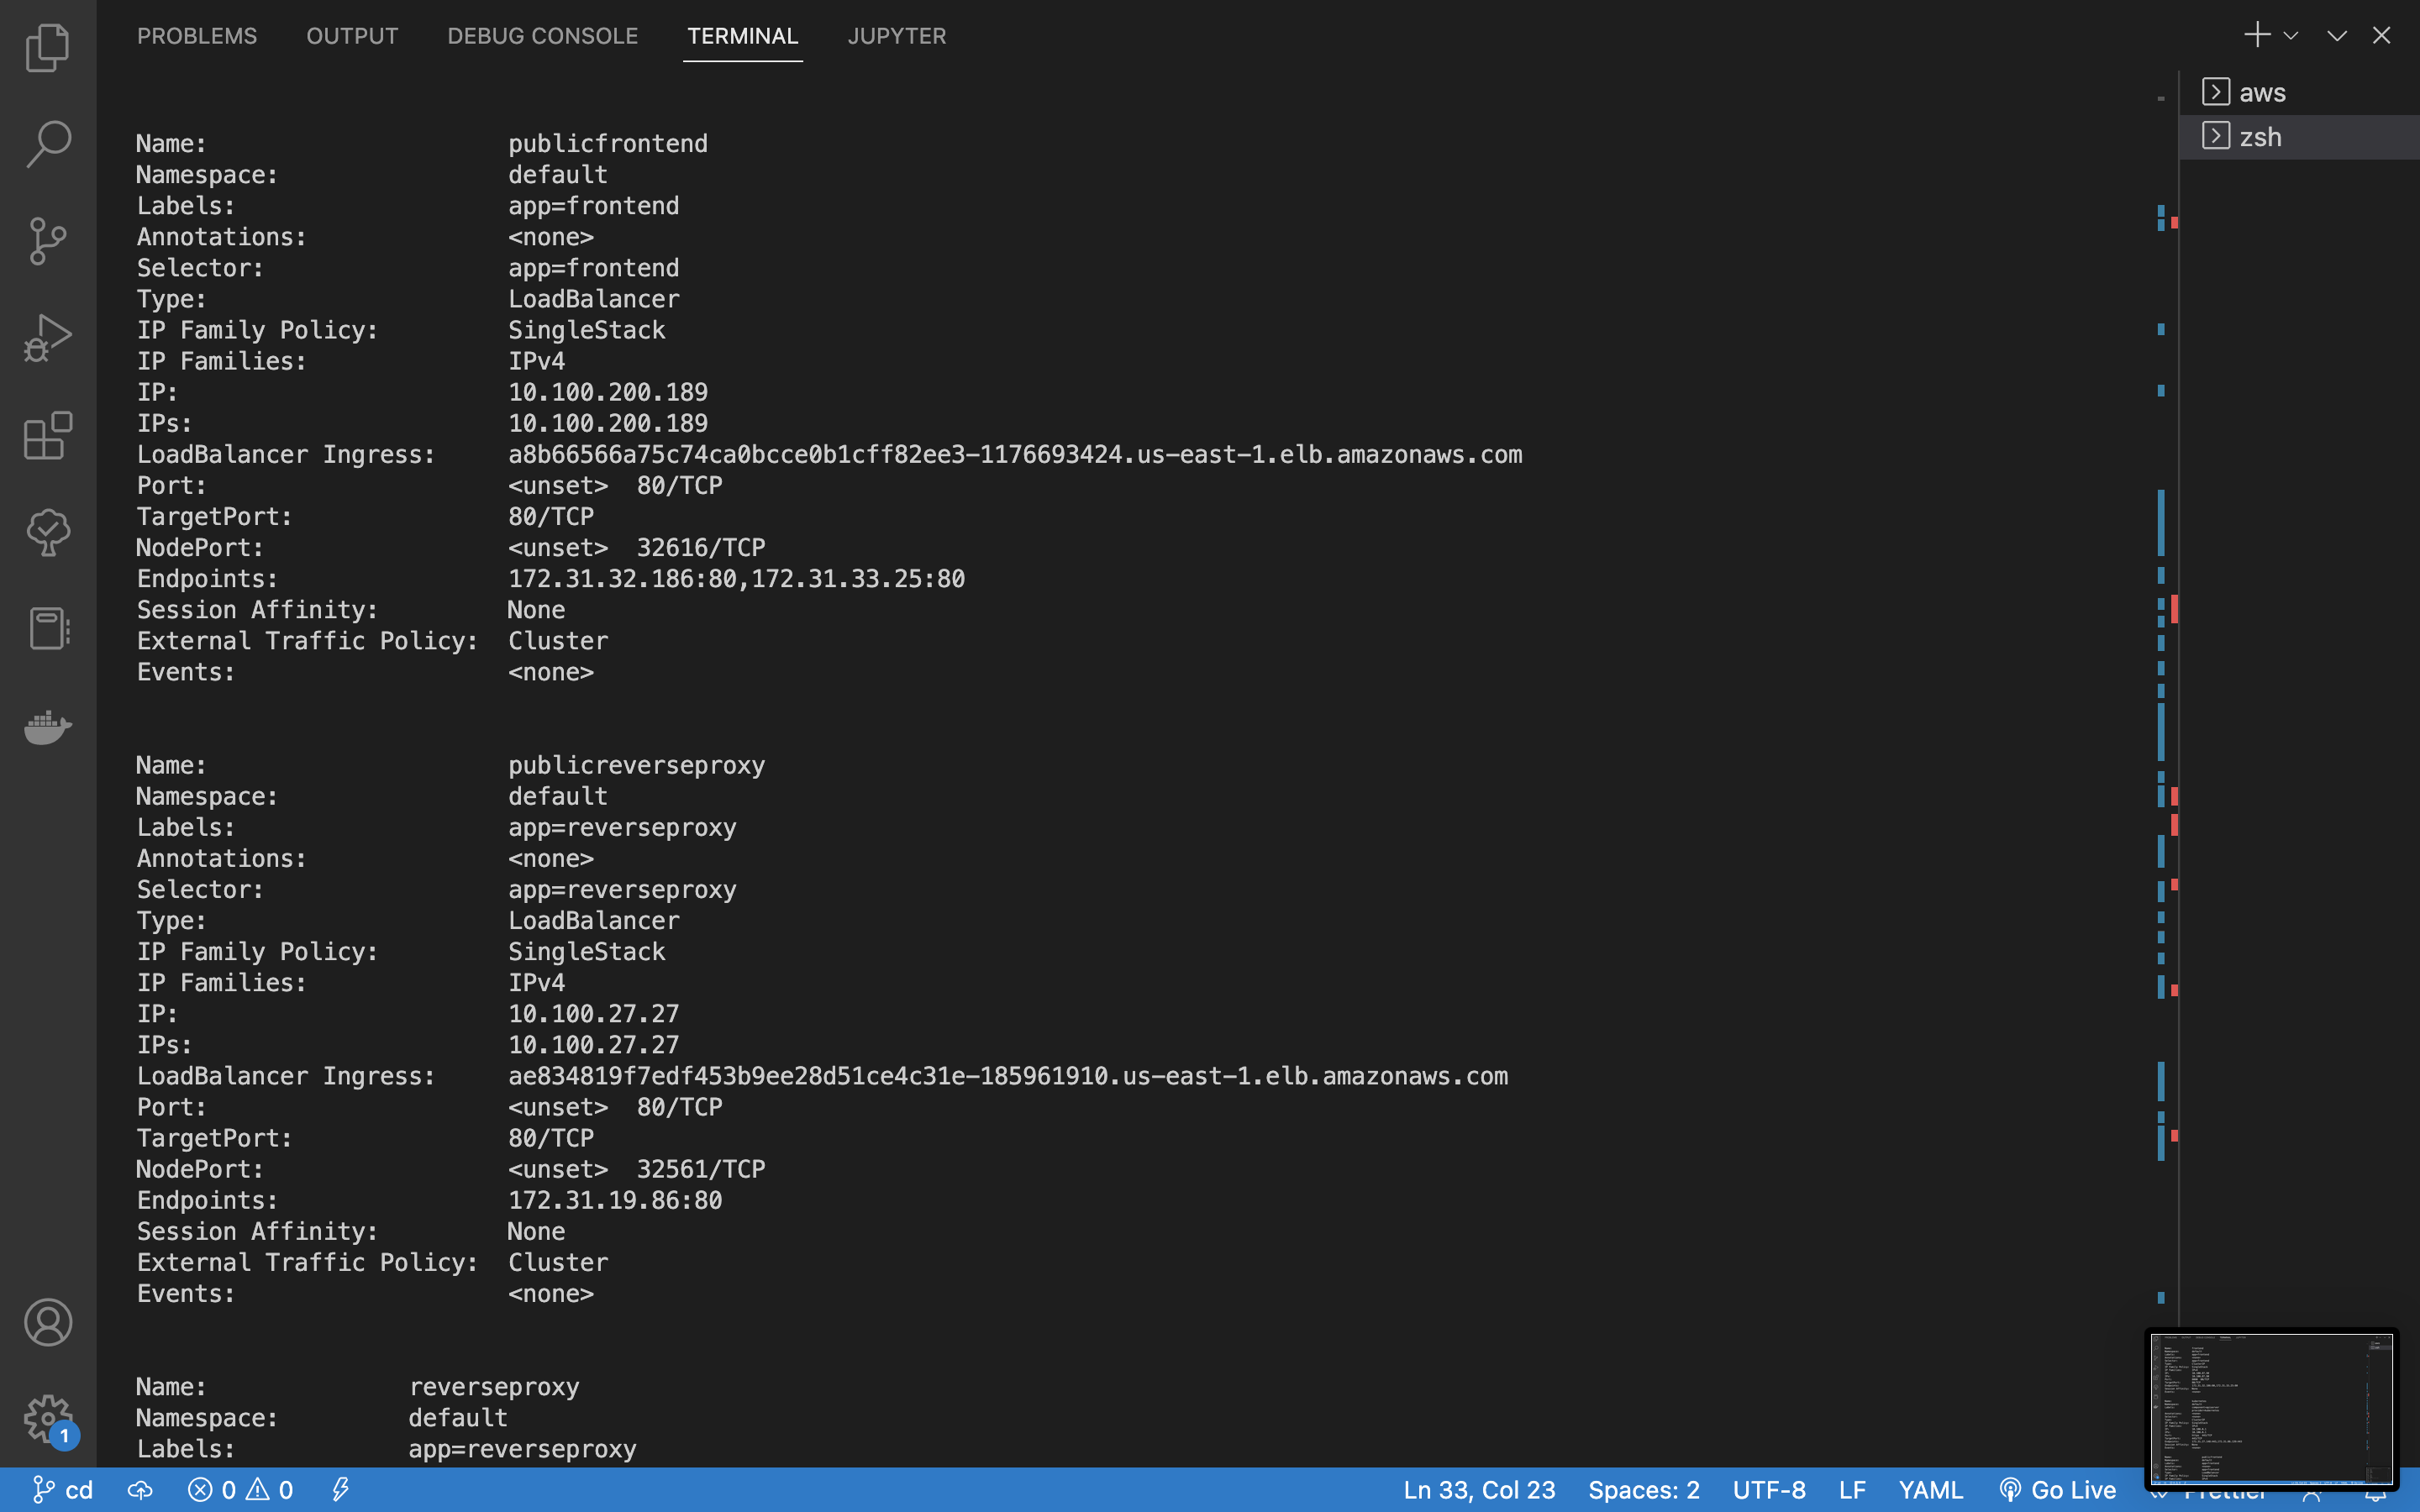 PROBLEMS OUTPUT DEBUG CONSOLE TERMINAL JUPYTER
aws
zsh
Name: publicfrontend
Namespace: default
Labels: app=frontend
Annotations: <none>
Selector: app=frontend
Type: LoadBalancer
IP Family Policy: SingleStack
IP Families: IPv4
IP: 10.100.200.189
IPs: 10.100.200.189
LoadBalancer Ingress: a8b66566a75c74ca0bcce0b1cff82ee3-1176693424.us-east-1.elb.amazonaws.com
Port: <unset> 80/TCP
TargetPort: 80/TCP
NodePort: <unset> 32616/TCP
Endpoints: 172.31.32.186:80,172.31.33.25:80
Session Affinity: None
External Traffic Policy: Cluster
Events: <none>
Name: publicreverseproxy
Namespace: default
Labels: app=reverseproxy
Annotations: <none>
Selector: app=reverseproxy
Type: LoadBalancer
IP Family Policy: SingleStack
IP Families: IPv4
IP: 10.100.27.27
IPs: 10.100.27.27
LoadBalancer Ingress: ae834819f7edf453b9ee28d51ce4c31e-185961910.us-east-1.elb.amazonaws.com
Port: <unset> 80/TCP
TargetPort: 80/TCP
NodePort: <unset> 32561/TCP
Endpoints: 172.31.19.86:80
Session Affinity: None
External Traffic Policy: Cluster
Events: <none>
Name: reverseproxy
Namespace: default
Labels: app=reverseproxy
1
cd 0 0 Ln 33, Col 23 Spaces: 2 UTF-8 LF YAML Go Live Prettier